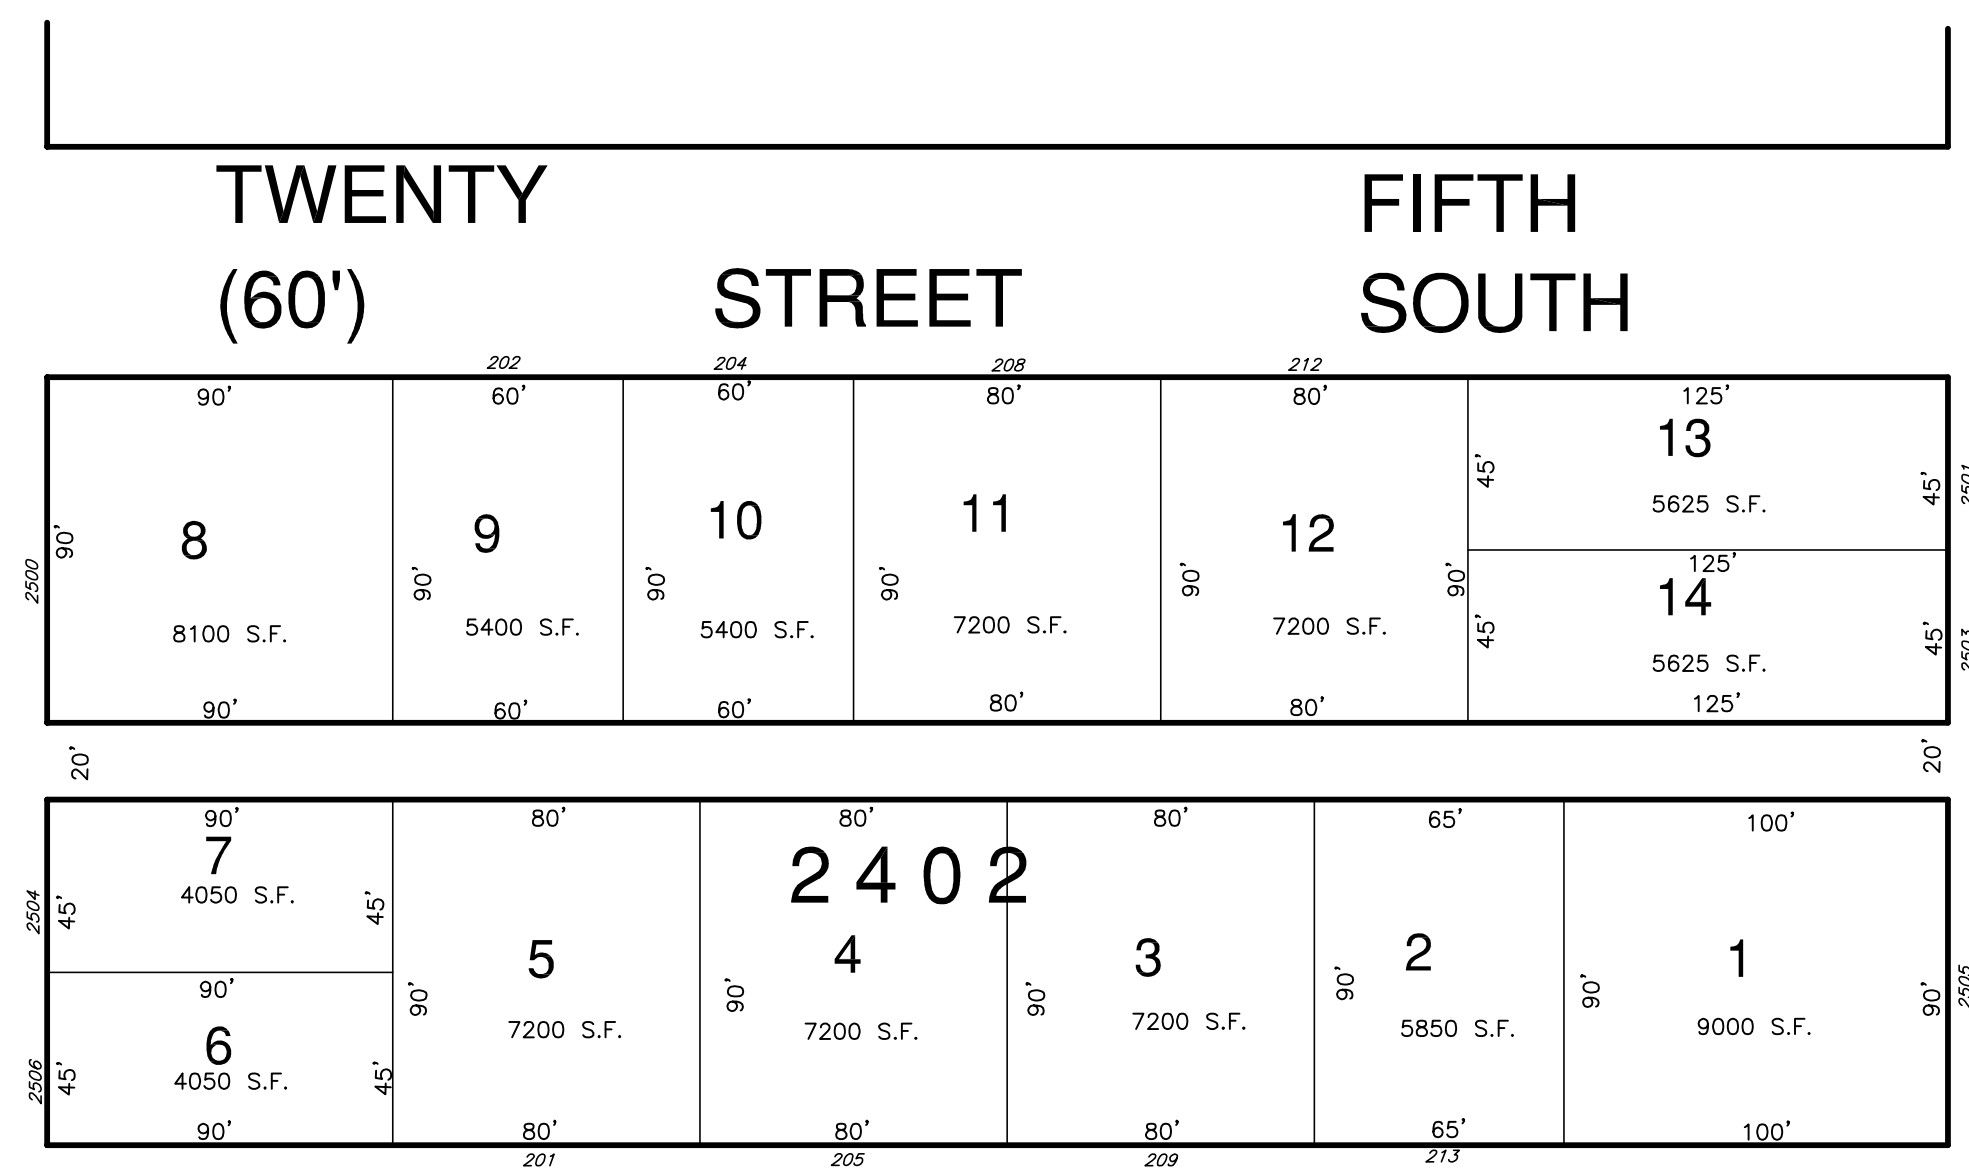 TWENTY FIFTH
(60') STREET SOUTH
202 204 208 212
90' 60' 60' 80' 80' 125'
13
45' 45' 2501
5625 S.F.
8 9 10 11 12
90' 90' 90' 90' 90' 90'
2500
125'
14
45' 45' 2503
8100 S.F. 5400 S.F. 5400 S.F. 7200 S.F. 7200 S.F. 5625 S.F.
90' 60' 60' 80' 80' 125'
20' 20'
90' 80' 80' 80' 65' 100'
7
2402
4050 S.F.
2504 45' 45'
5 4 3 2 1
90'
90' 90' 90' 90' 90' 90' 2505
7200 S.F. 7200 S.F. 7200 S.F. 5850 S.F. 9000 S.F.
6
4050 S.F.
2506 45' 45'
90' 80' 80' 80' 65' 100'
201 205 209 213